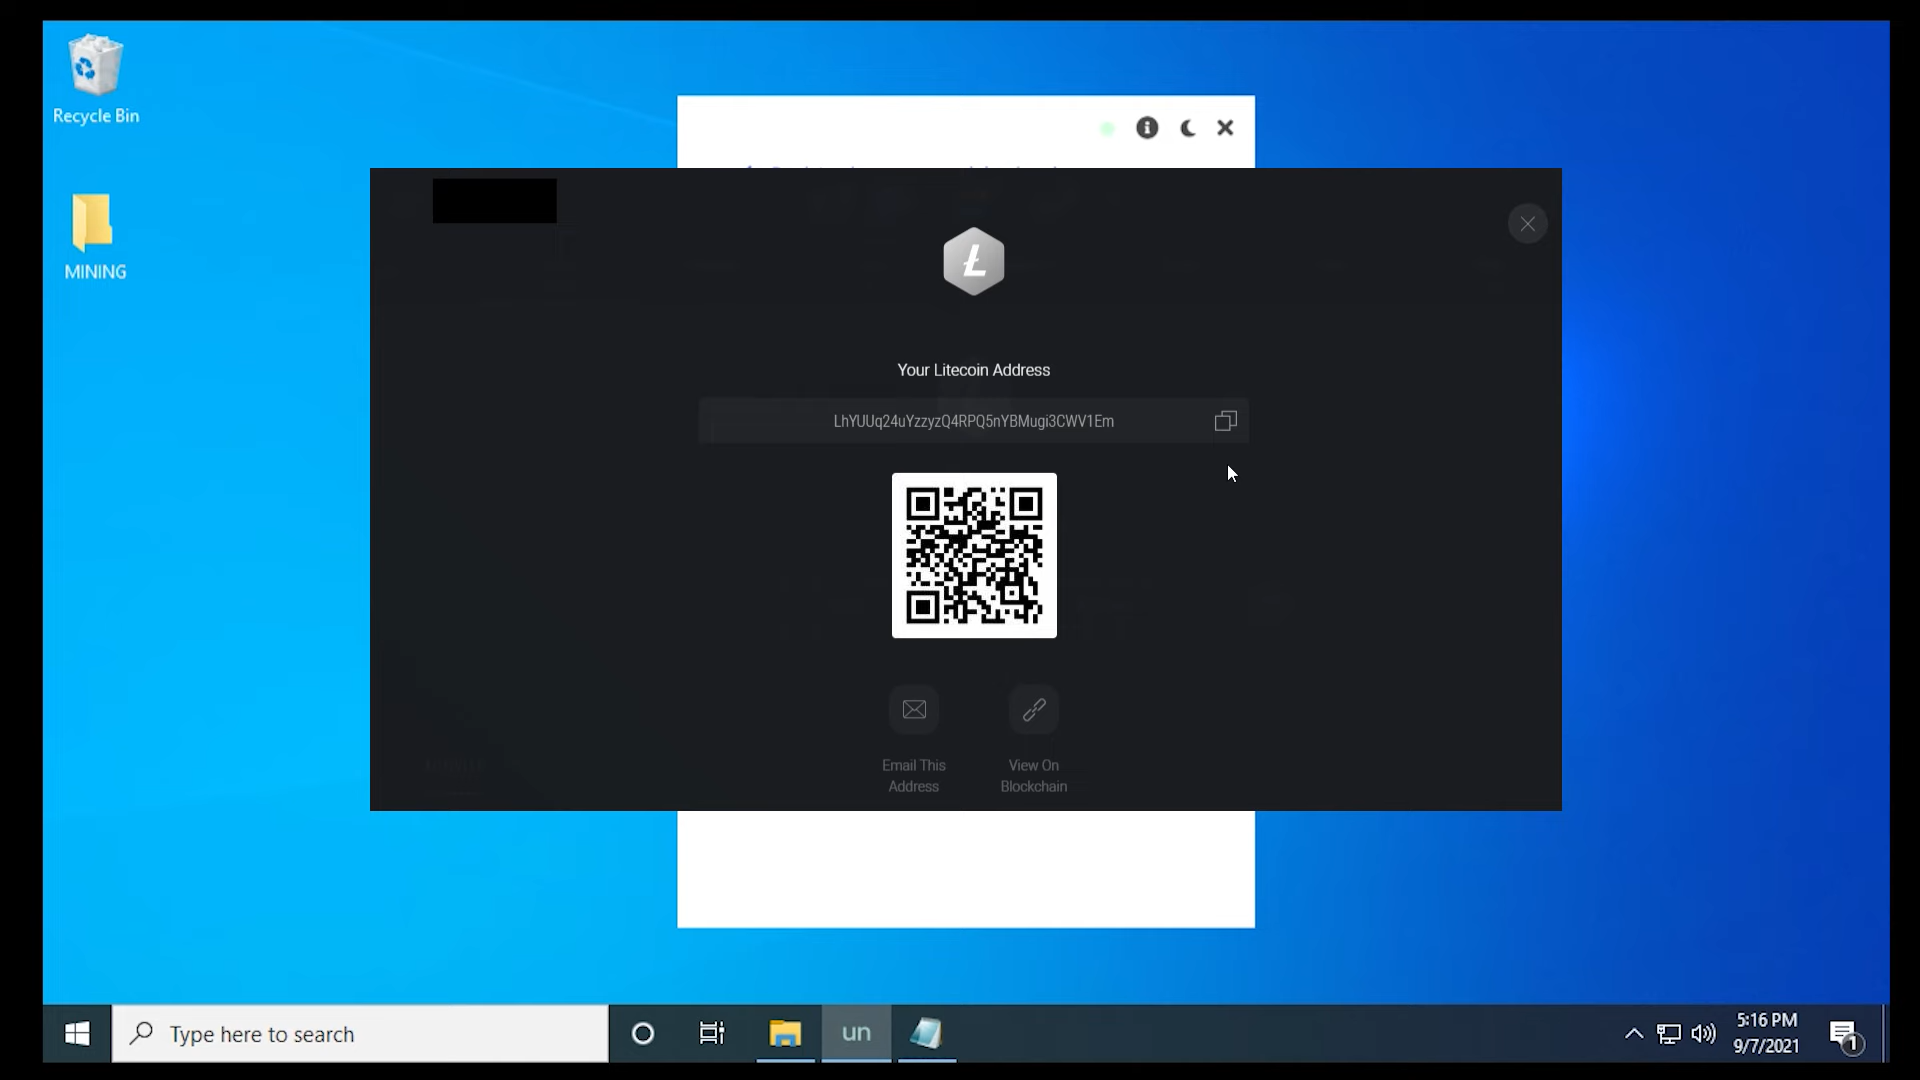 Recycle Bin
MINING
Your Litecoin Address
LhYUUq24uYzzyzQ4RPQ5nYBMugi3CWV1Em
Email This
Address
View On
Blockchain
Type here to search
un
5:16 PM
9/7/2021
1